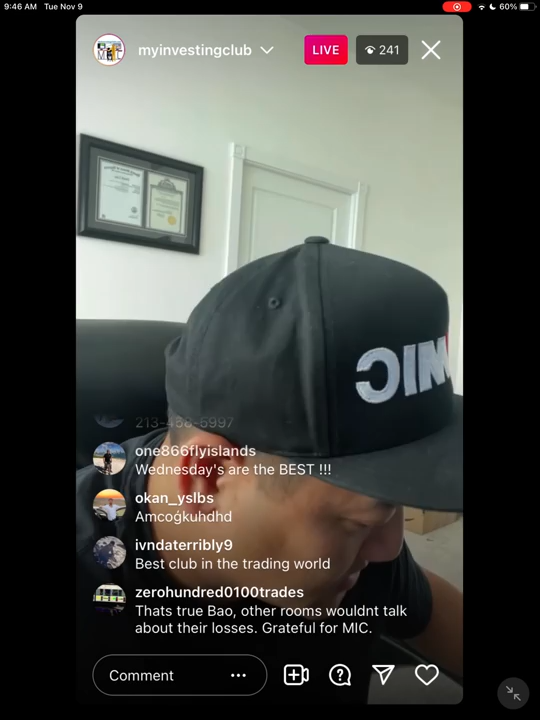 9:46 AM Tue Nov 9
60%
myinvestingclub
LIVE
241
MIC
one866flyislands
Wednesday's are the BEST !!!
okan_yslbs
Amcoģkuhdhd
ivndaterribly9
Best club in the trading world
zerohundred0100trades
Thats true Bao, other rooms wouldnt talk
about their losses. Grateful for MIC.
Comment